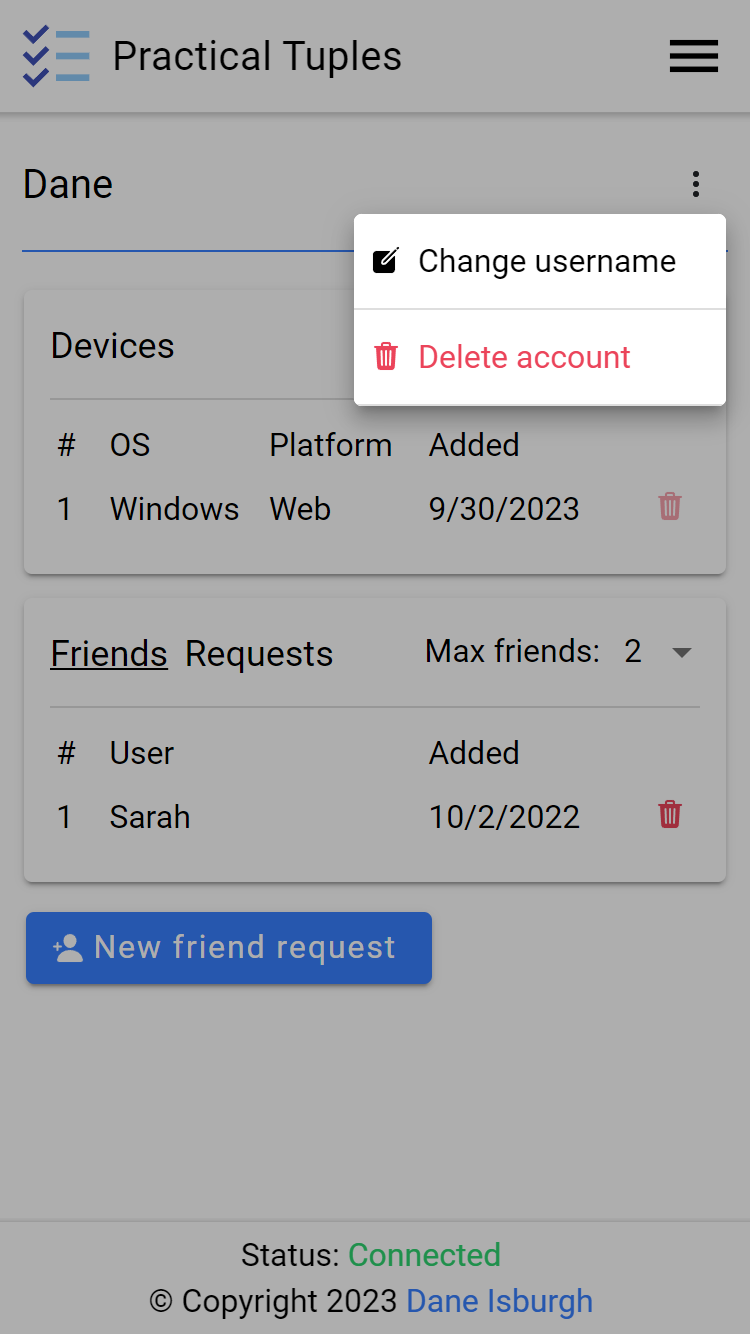 Practical Tuples
Dane
Change username
Delete account
Devices
# OS Platform Added
1 Windows Web 9/30/2023
Friends Requests Max friends: 2
# User Added
1 Sarah 10/2/2022
New friend request
Status: Connected
© Copyright 2023 Dane Isburgh